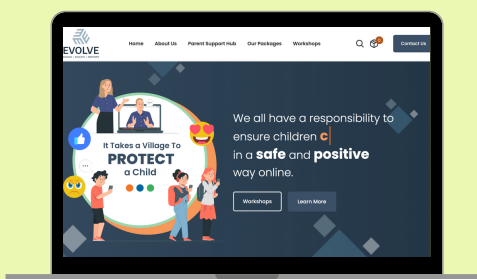 EVOLVE
Home About Us Parent Support Hub Our Packages Workshops
Contact Us
It Takes a Village To
PROTECT
a Child
We all have a responsibility to
ensure children c
in a safe and positive
way online.
Workshops Learn More